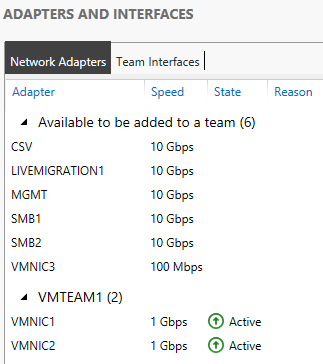 ADAPTERS AND INTERFACES
Network Adapters Team Interfaces
Adapter Speed State Reason
Available to be added to a team (6)
CSV 10 Gbps
LIVEMIGRATION1 10 Gbps
MGMT 10 Gbps
SMB1 10 Gbps
SMB2 10 Gbps
VMNIC3 100 Mbps
VMTEAM1 (2)
VMNIC1 1 Gbps Active
VMNIC2 1 Gbps Active